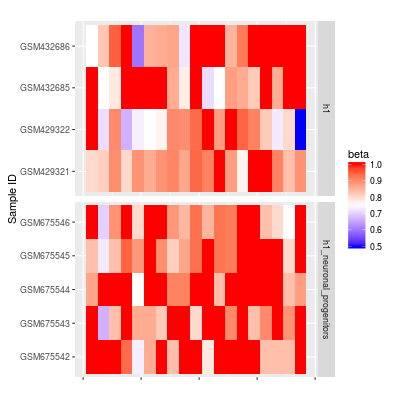 GSM432686
GSM432685
GSM429322
GSM429321
h1
GSM675546
GSM675545
GSM675544
GSM675543
GSM675542
h1_neuronal_progenitors
Sample ID
beta
1.0
0.9
0.8
0.7
0.6
0.5